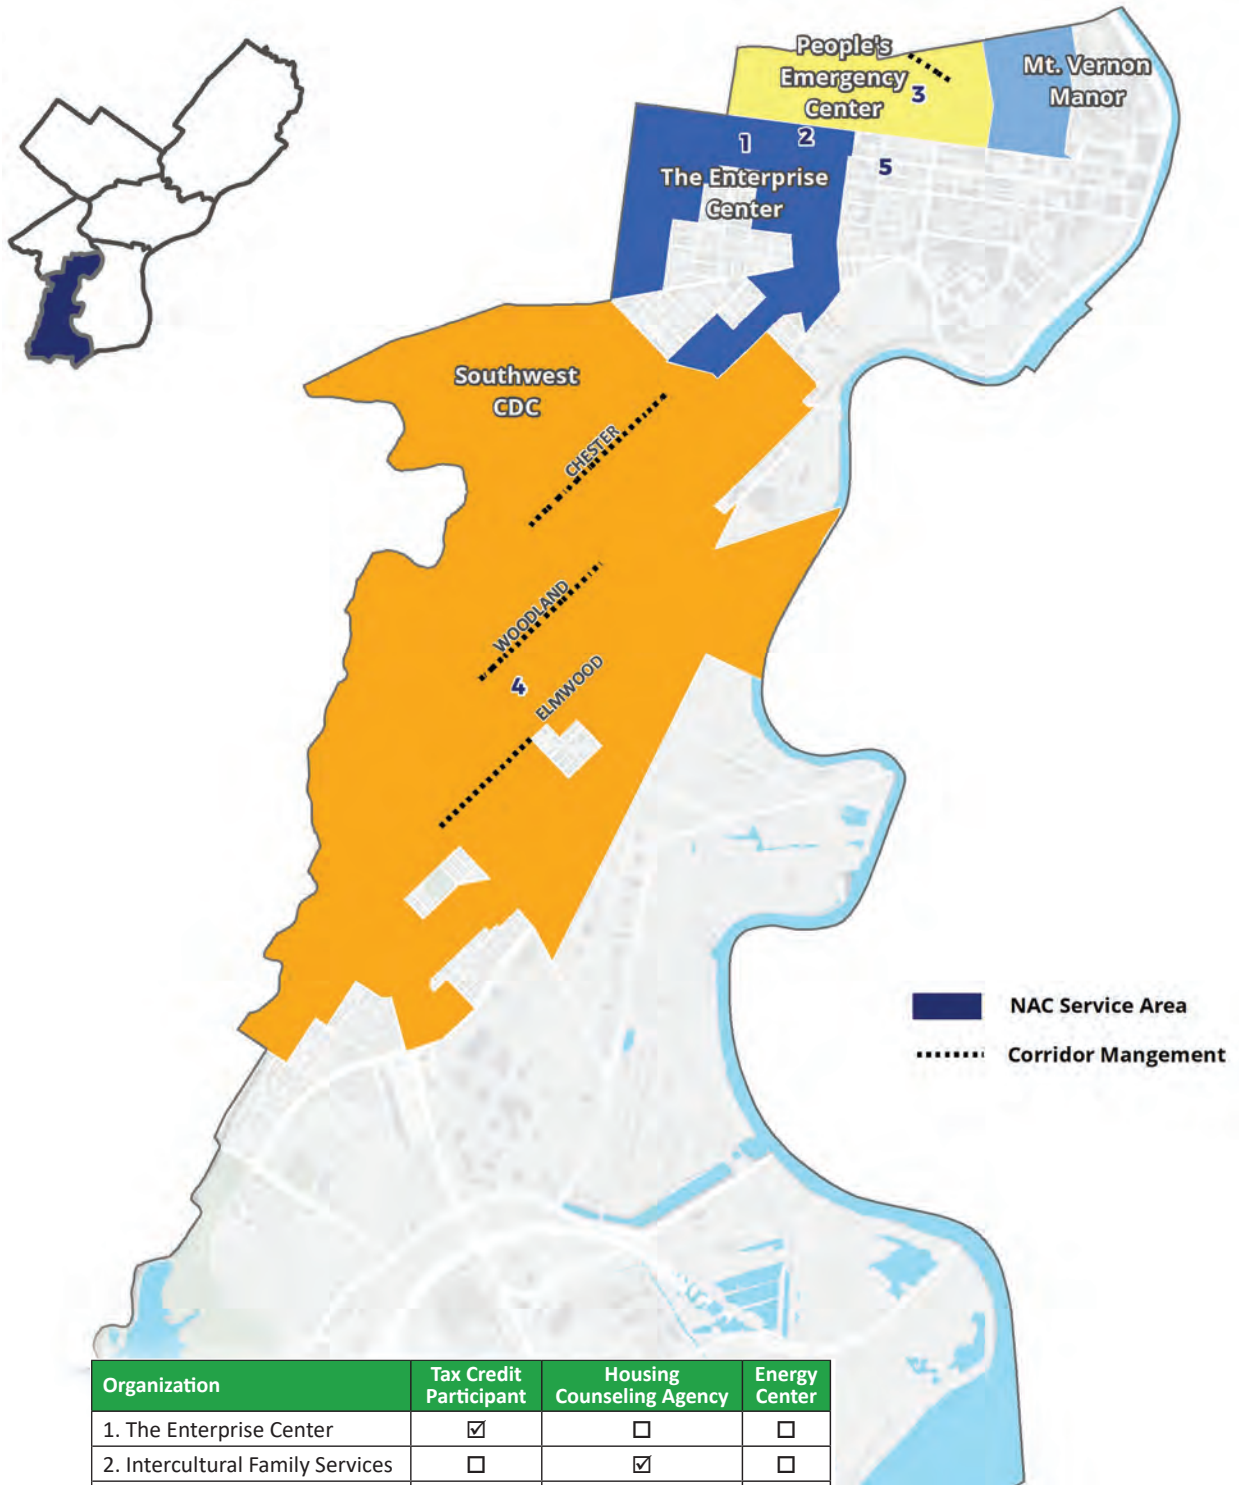 People's
Emergency
Center
3
Mt. Vernon
Manor
1
2
5
The Enterprise
Center
Southwest
CDC
CHESTER
WOODLAND
4
ELMWOOD
NAC Service Area
Corridor Mangement
Organization
Tax Credit
Participant
Housing
Counseling Agency
Energy
Center
1. The Enterprise Center ☑ ☐ ☐
2. Intercultural Family Services ☐ ☑ ☐